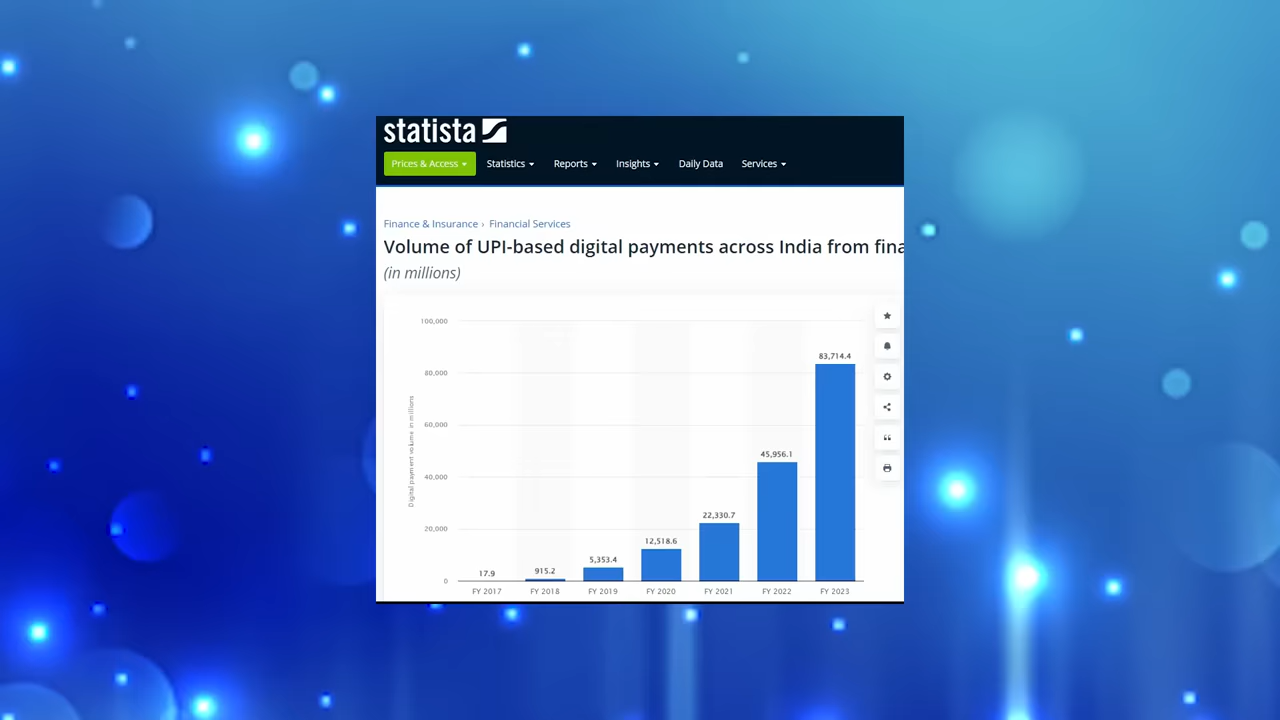 statista
Prices & Access Statistics Reports Insights Daily Data Services
Finance & Insurance › Financial Services
Volume of UPI-based digital payments across India from fina
(in millions)
100,000
80,000
60,000
40,000
20,000
0
Digital payment volume in millions
17.9
915.2
5,353.4
12,518.6
22,330.7
45,956.1
83,714.4
FY 2017 FY 2018 FY 2019 FY 2020 FY 2021 FY 2022 FY 2023